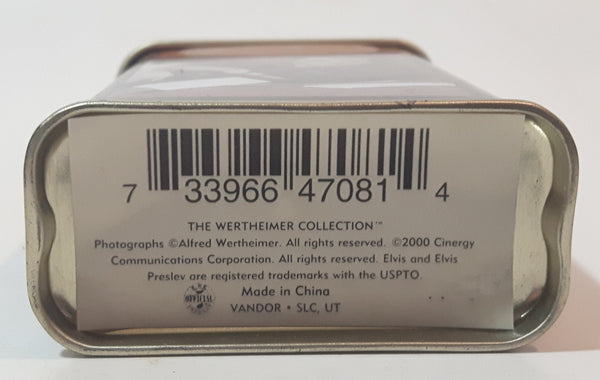 7 33966 47081 4
THE WERTHEIMER COLLECTION™
Photographs ©Alfred Wertheimer. All rights reserved. ©2000 Cinergy
Communications Corporation. All rights reserved. Elvis and Elvis
Presley are registered trademarks with the USPTO.
OFFICIAL
Made in China
VANDOR • SLC, UT